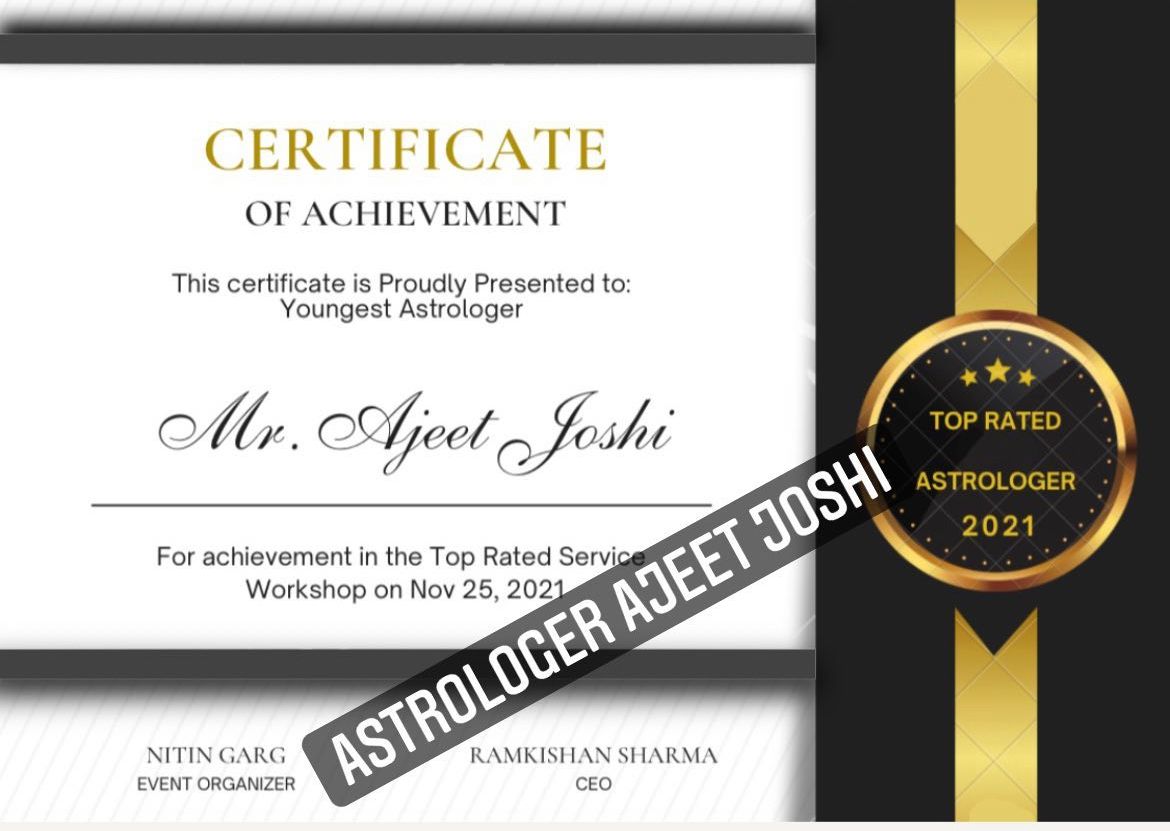 CERTIFICATE
OF ACHIEVEMENT
This certificate is Proudly Presented to:
Youngest Astrologer
Mr. Ajeet Joshi
For achievement in the Top Rated Service
Workshop on Nov 25, 2021
NITIN GARG
EVENT ORGANIZER
RAMKISHAN SHARMA
CEO
ASTROLOGER AJEET JOSHI
TOP RATED
ASTROLOGER
2021